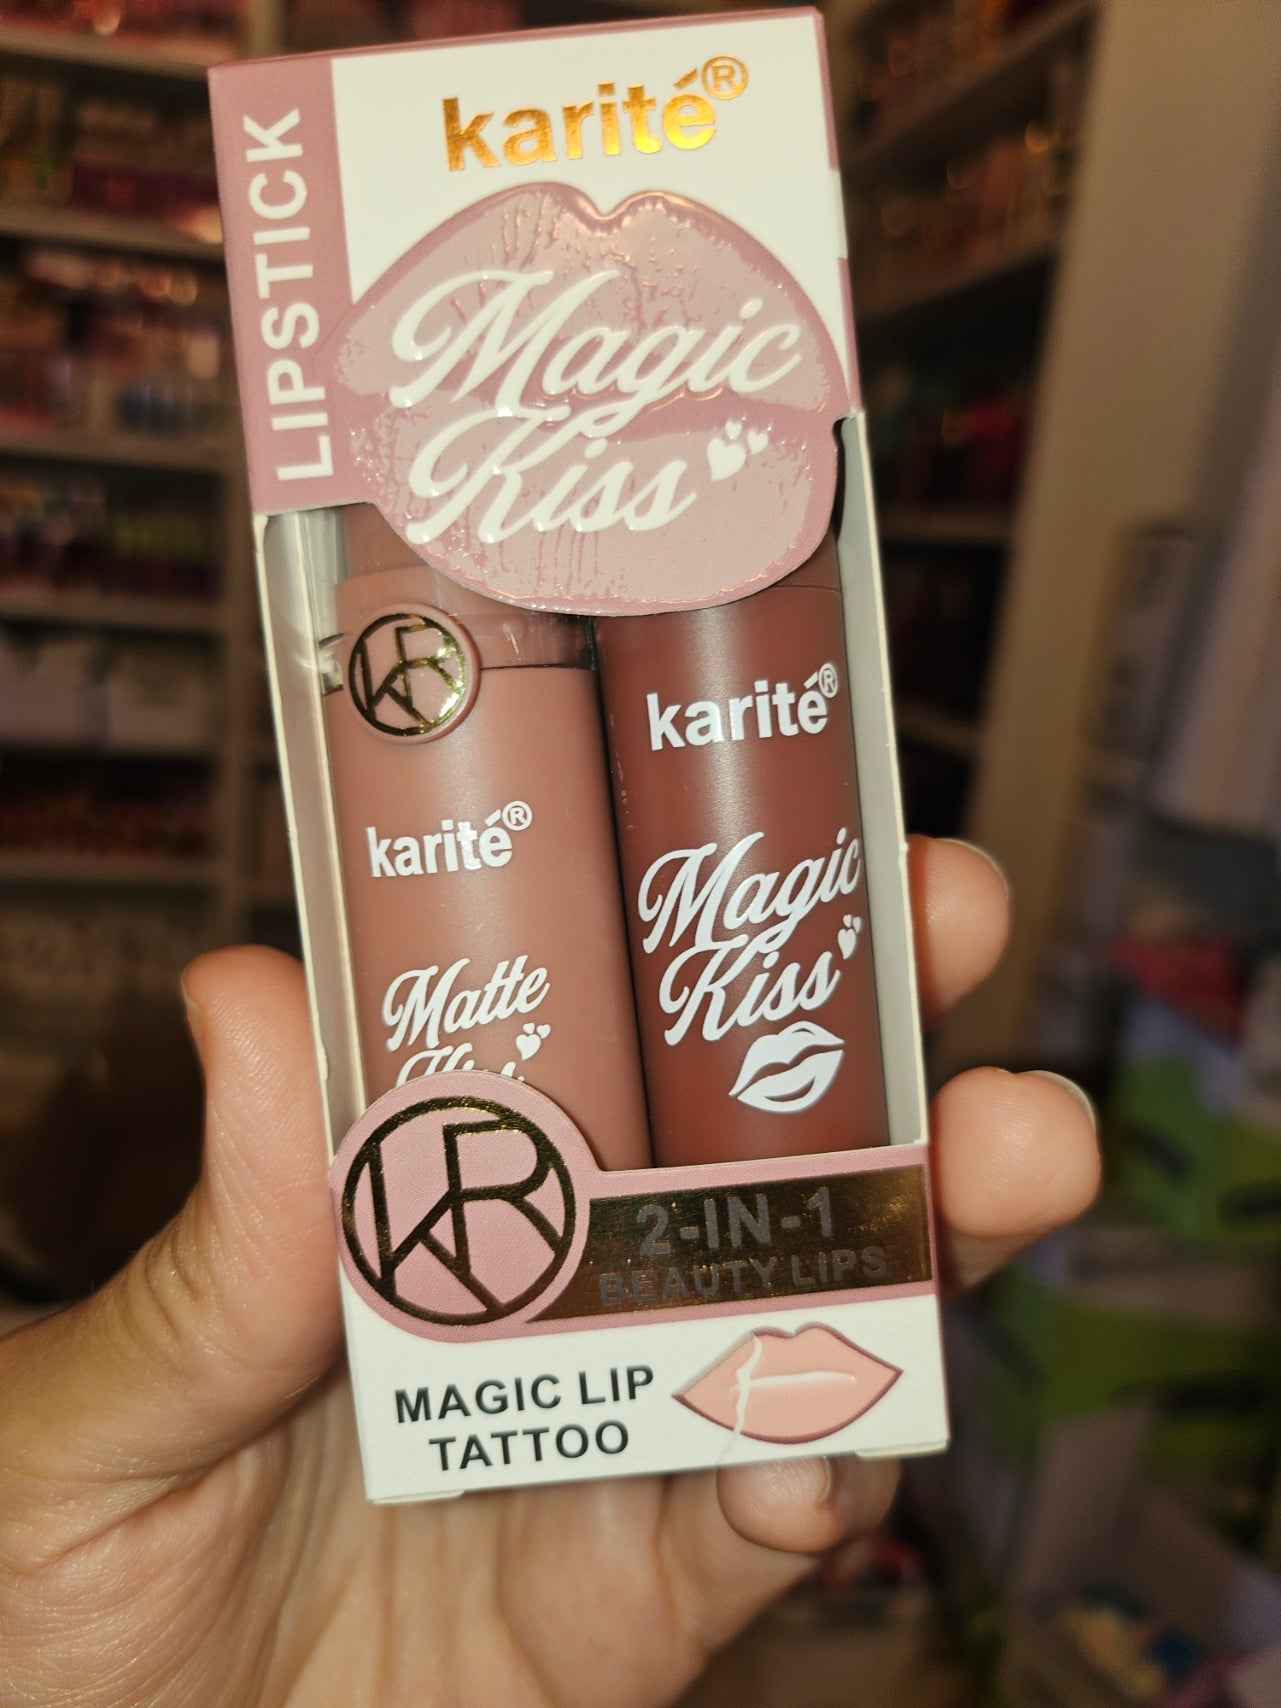 LIPSTICK
karité®
Magic
Kiss
KR
karité®
Matte
Kiss
karité®
Magic
Kiss
KR
2-IN-1
BEAUTY LIPS
MAGIC LIP
TATTOO